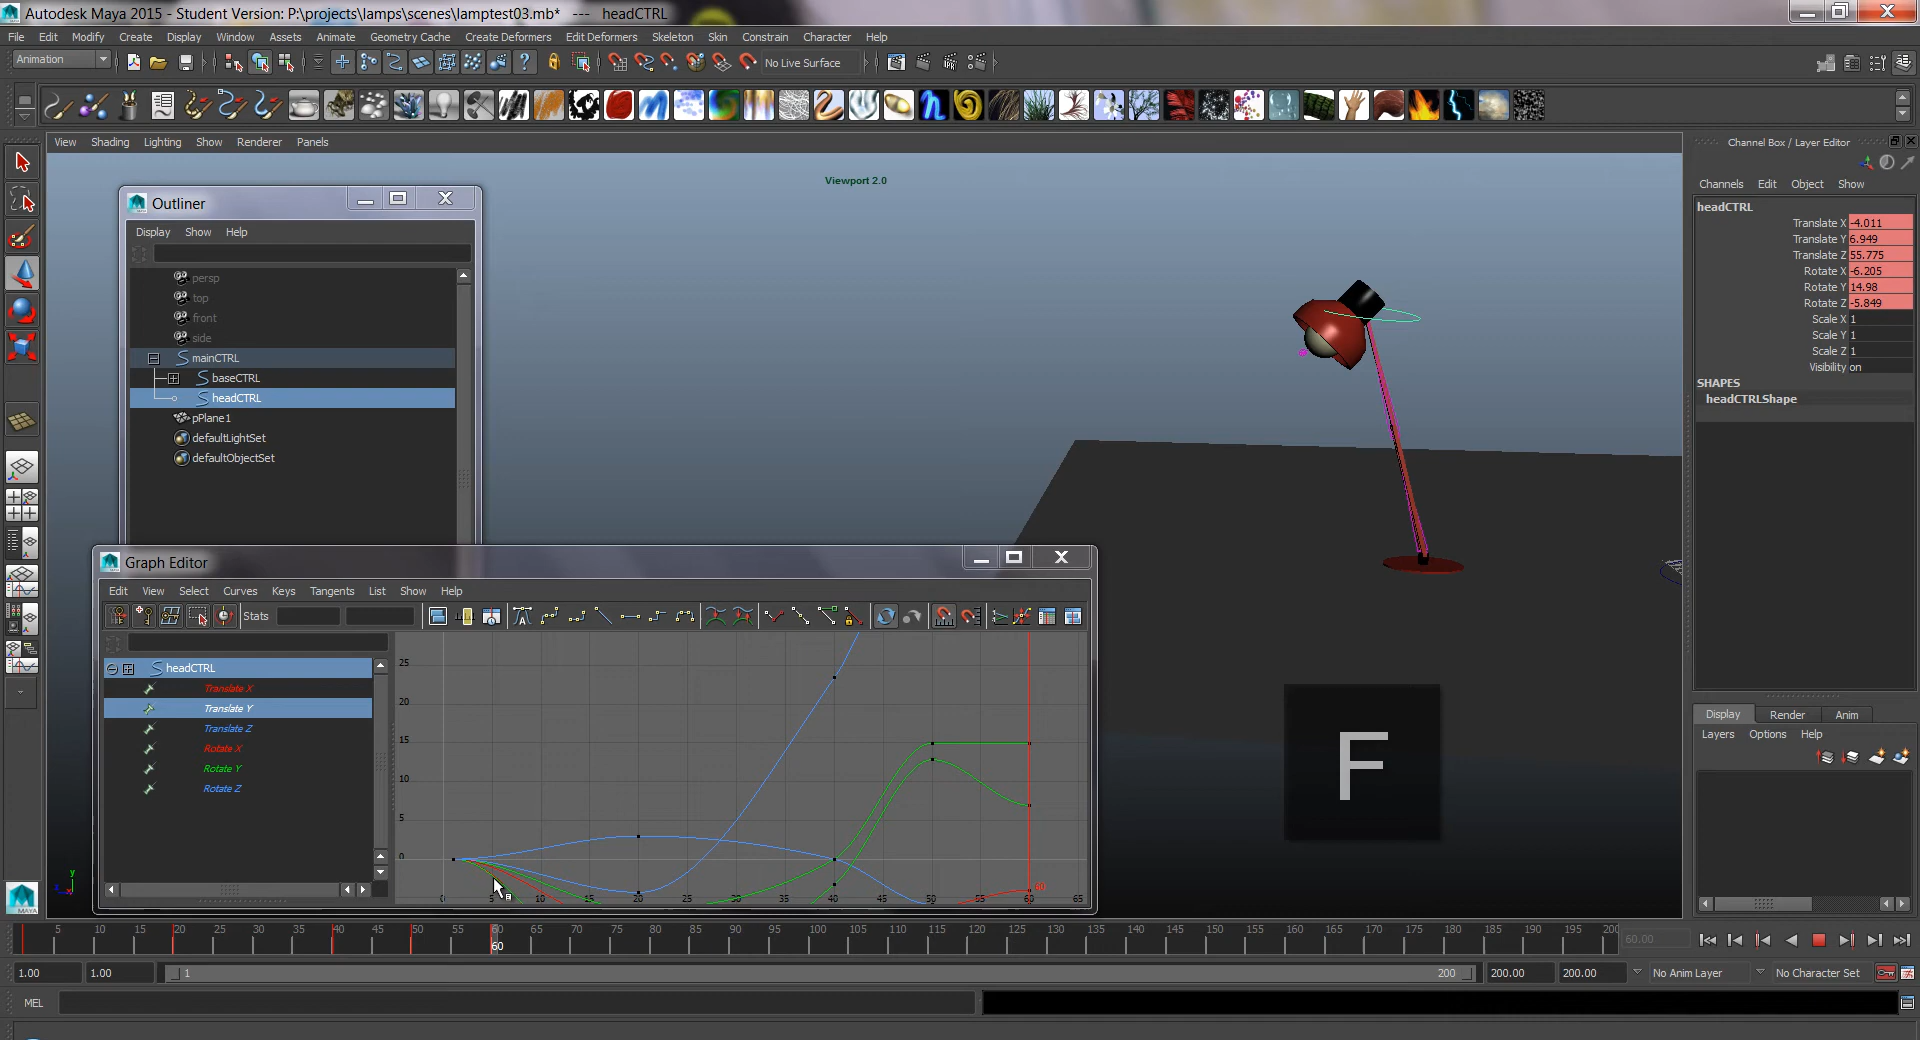 Autodesk Maya 2015 - Student Version: P:\projects\lamps\scenes\lamptest03.mb* --- headCTRL
File Edit Modify Create Display Window Assets Animate Geometry Cache Create Deformers Edit Deformers Skeleton Skin Constrain Character Help
Animation
No Live Surface
View Shading Lighting Show Renderer Panels
Channel Box / Layer Editor
Viewport 2.0
Channels Edit Object Show
headCTRL
Translate X -4.011
Translate Y 6.949
Translate Z 55.775
Rotate X -6.205
Rotate Y 14.98
Rotate Z -5.849
Scale X 1
Scale Y 1
Scale Z 1
Visibility on
SHAPES
headCTRLShape
Outliner
Display Show Help
persp
top
front
side
mainCTRL
baseCTRL
headCTRL
pPlane1
defaultLightSet
defaultObjectSet
Graph Editor
Edit View Select Curves Keys Tangents List Show Help
Stats
headCTRL
Translate X
Translate Y
Translate Z
Rotate X
Rotate Y
Rotate Z
25
20
15
10
5
0
0 5 10 15 20 25 30 35 40 45 50 55 60 65
60
F
Display Render Anim
Layers Options Help
y
x
z
MAYA
5 10 15 20 25 30 35 40 45 50 55 60 65 70 75 80 85 90 95 100 105 110 115 120 125 130 135 140 145 150 155 160 165 170 175 180 185 190 195 200
60
60.00
1.00 1.00 1 200 200.00 200.00 No Anim Layer No Character Set
MEL